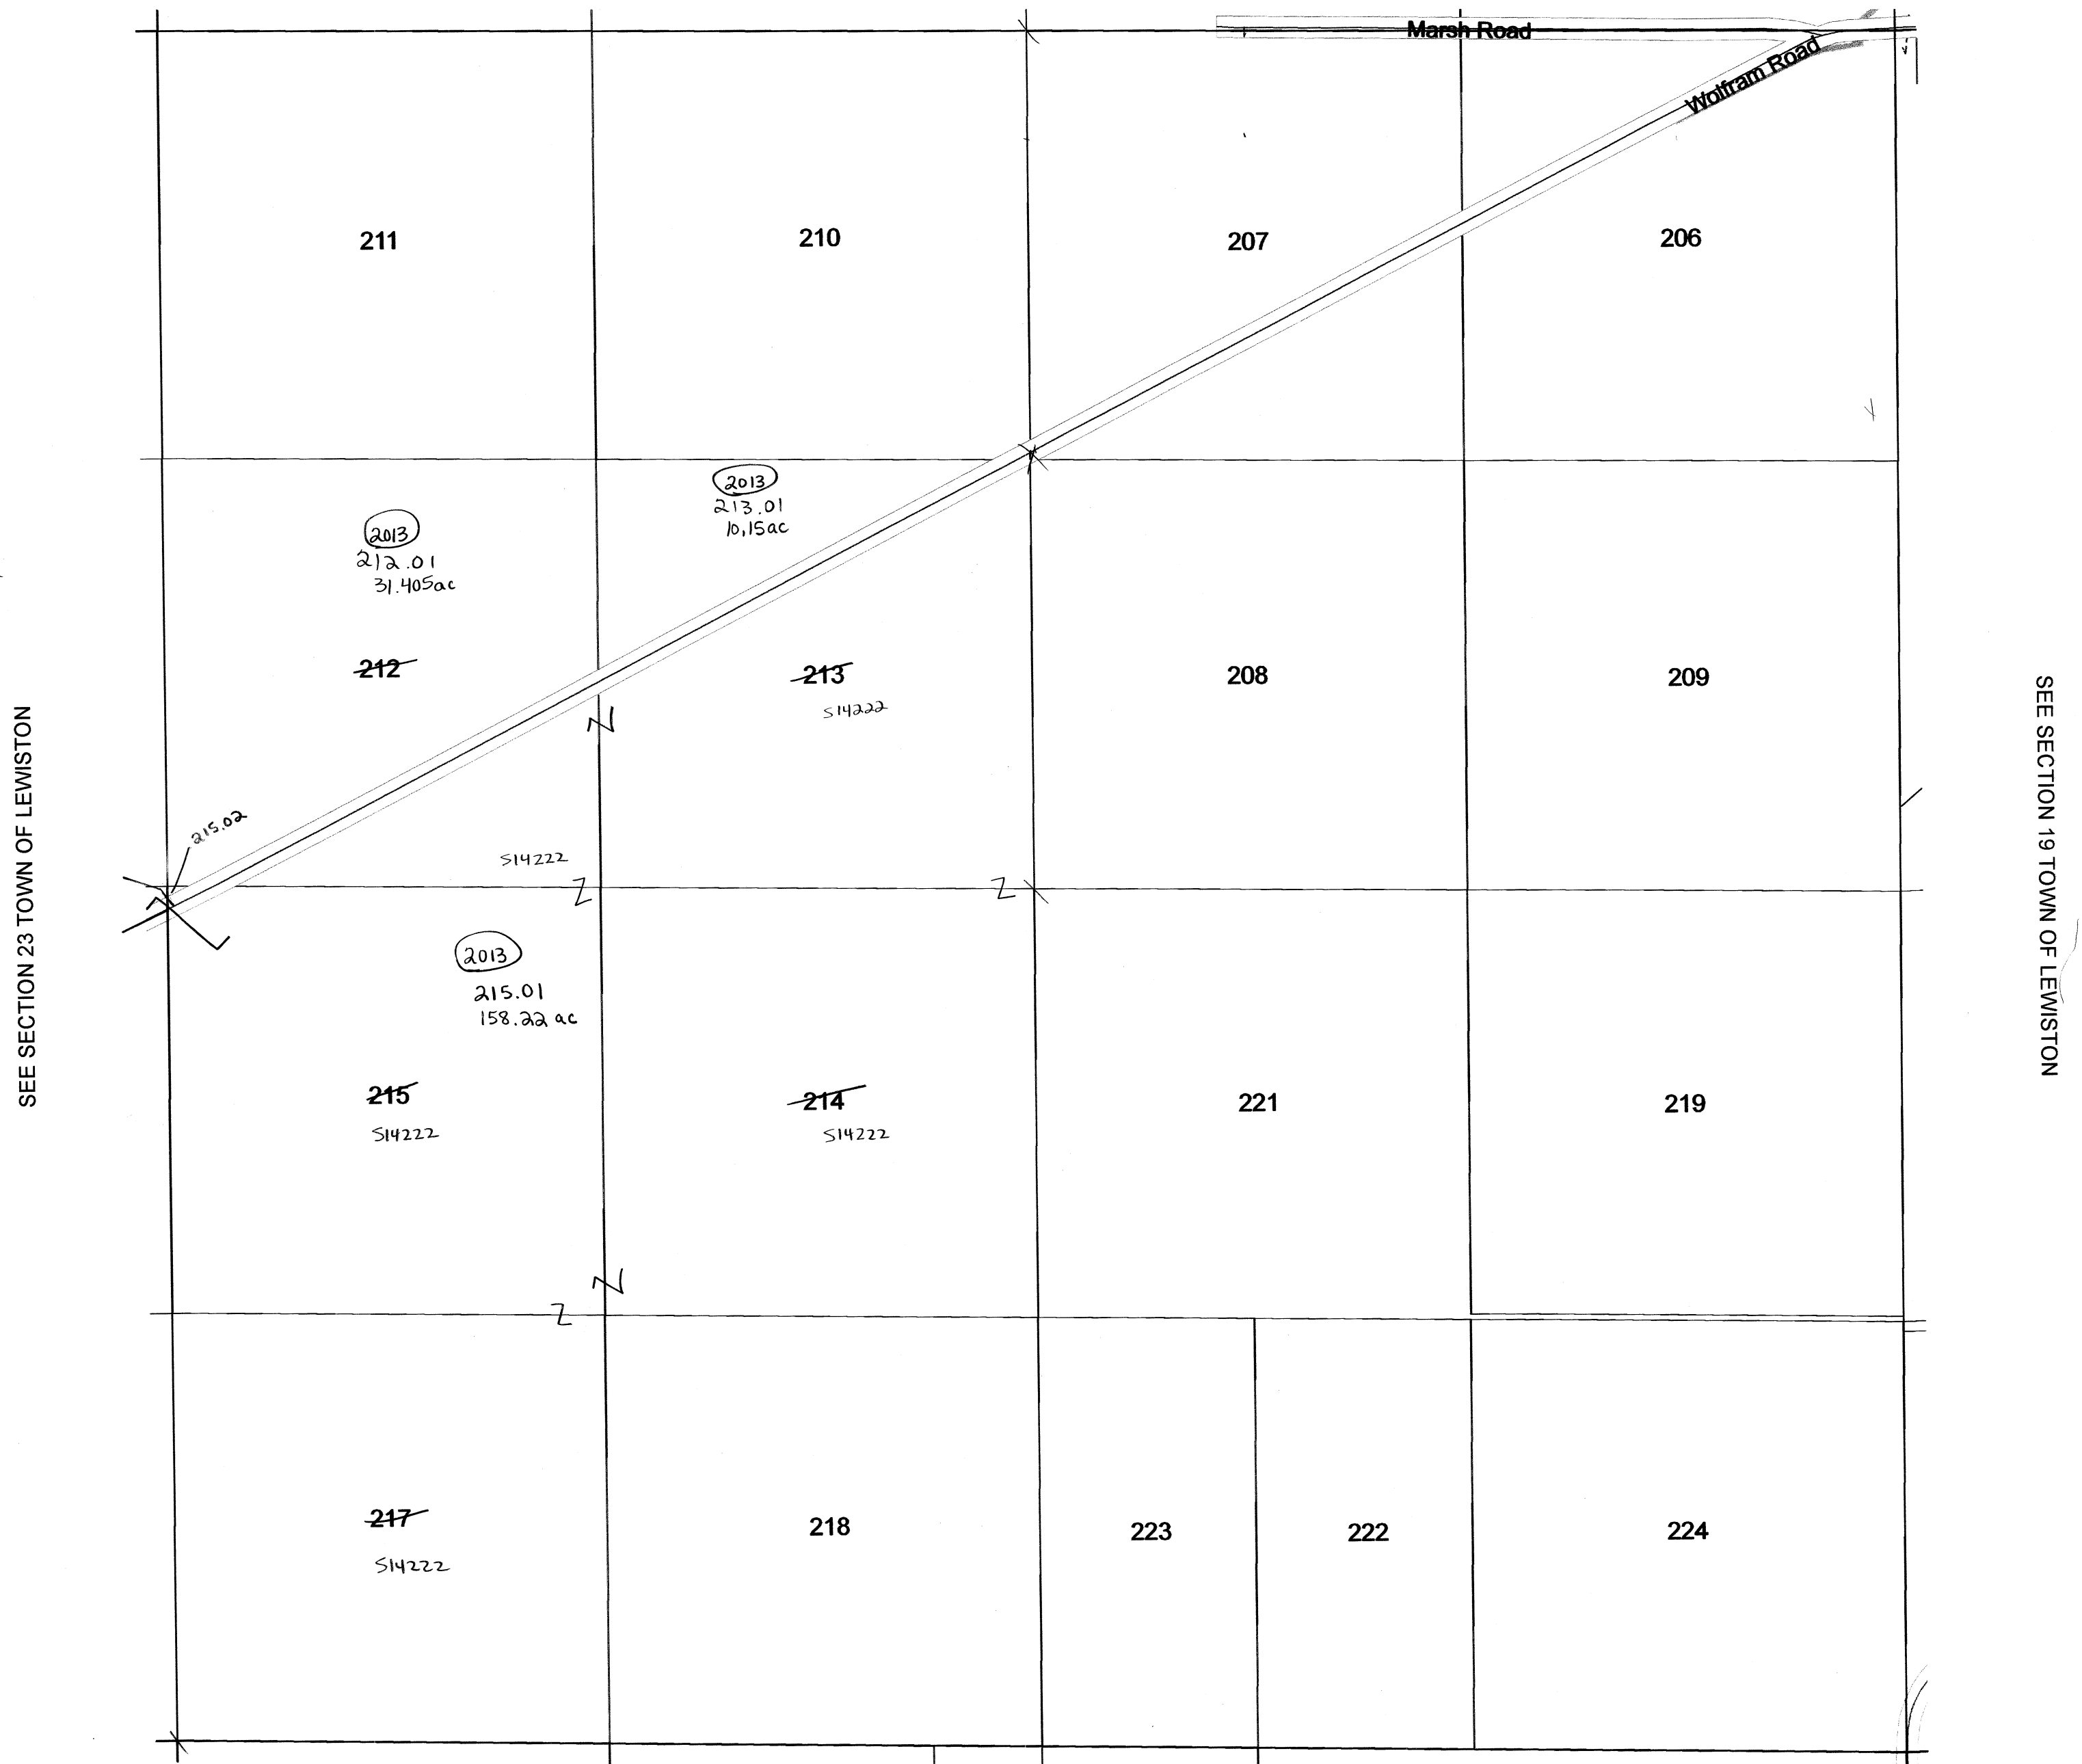 Marsh Road
Wolfram Road
211
210
207
206
2013
213.01
10,15ac
2013
212.01
31.405ac
212
213
S14222
208
209
SEE SECTION 23 TOWN OF LEWISTON
SEE SECTION 19 TOWN OF LEWISTON
215.02
S14222
2013
215.01
158.22 ac
215
S14222
214
S14222
221
219
217
S14222
218
223
222
224